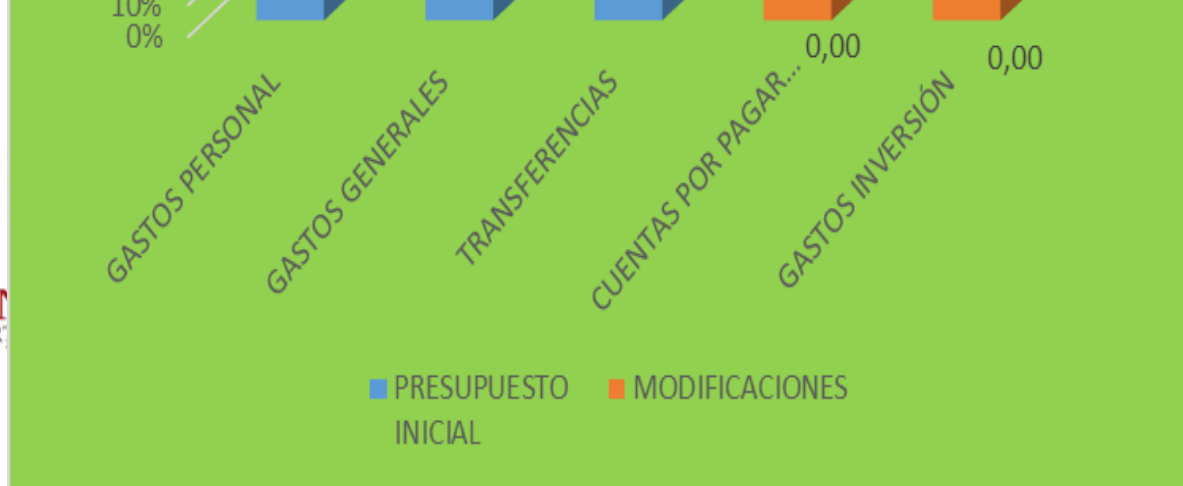 10%
0%
0,00
0,00
GASTOS PERSONAL
GASTOS GENERALES
TRANSFERENCIAS
CUENTAS POR PAGAR...
GASTOS INVERSIÓN
PRESUPUESTO INICIAL
MODIFICACIONES